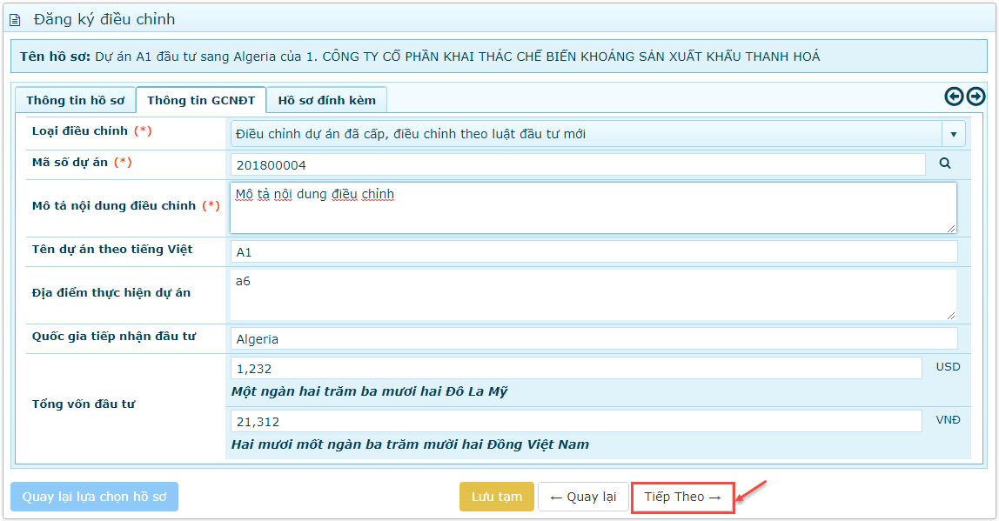 Đăng ký điều chỉnh
Tên hồ sơ: Dự án A1 đầu tư sang Algeria của 1. CÔNG TY CỔ PHẦN KHAI THÁC CHẾ BIẾN KHOÁNG SẢN XUẤT KHẨU THANH HOÁ
Thông tin hồ sơ Thông tin GCNĐT Hồ sơ đính kèm
Loại điều chỉnh (*) Điều chỉnh dự án đã cấp, điều chỉnh theo luật đầu tư mới
Mã số dự án (*) 201800004
Mô tả nội dung điều chỉnh (*) Mô tả nội dung điều chỉnh
Tên dự án theo tiếng Việt A1
Địa điểm thực hiện dự án a6
Quốc gia tiếp nhận đầu tư Algeria
Tổng vốn đầu tư 1,232 USD
Một ngàn hai trăm ba mươi hai Đô La Mỹ
21,312 VNĐ
Hai mươi mốt ngàn ba trăm mười hai Đồng Việt Nam
Quay lại lựa chọn hồ sơ Lưu tạm ← Quay lại Tiếp Theo →